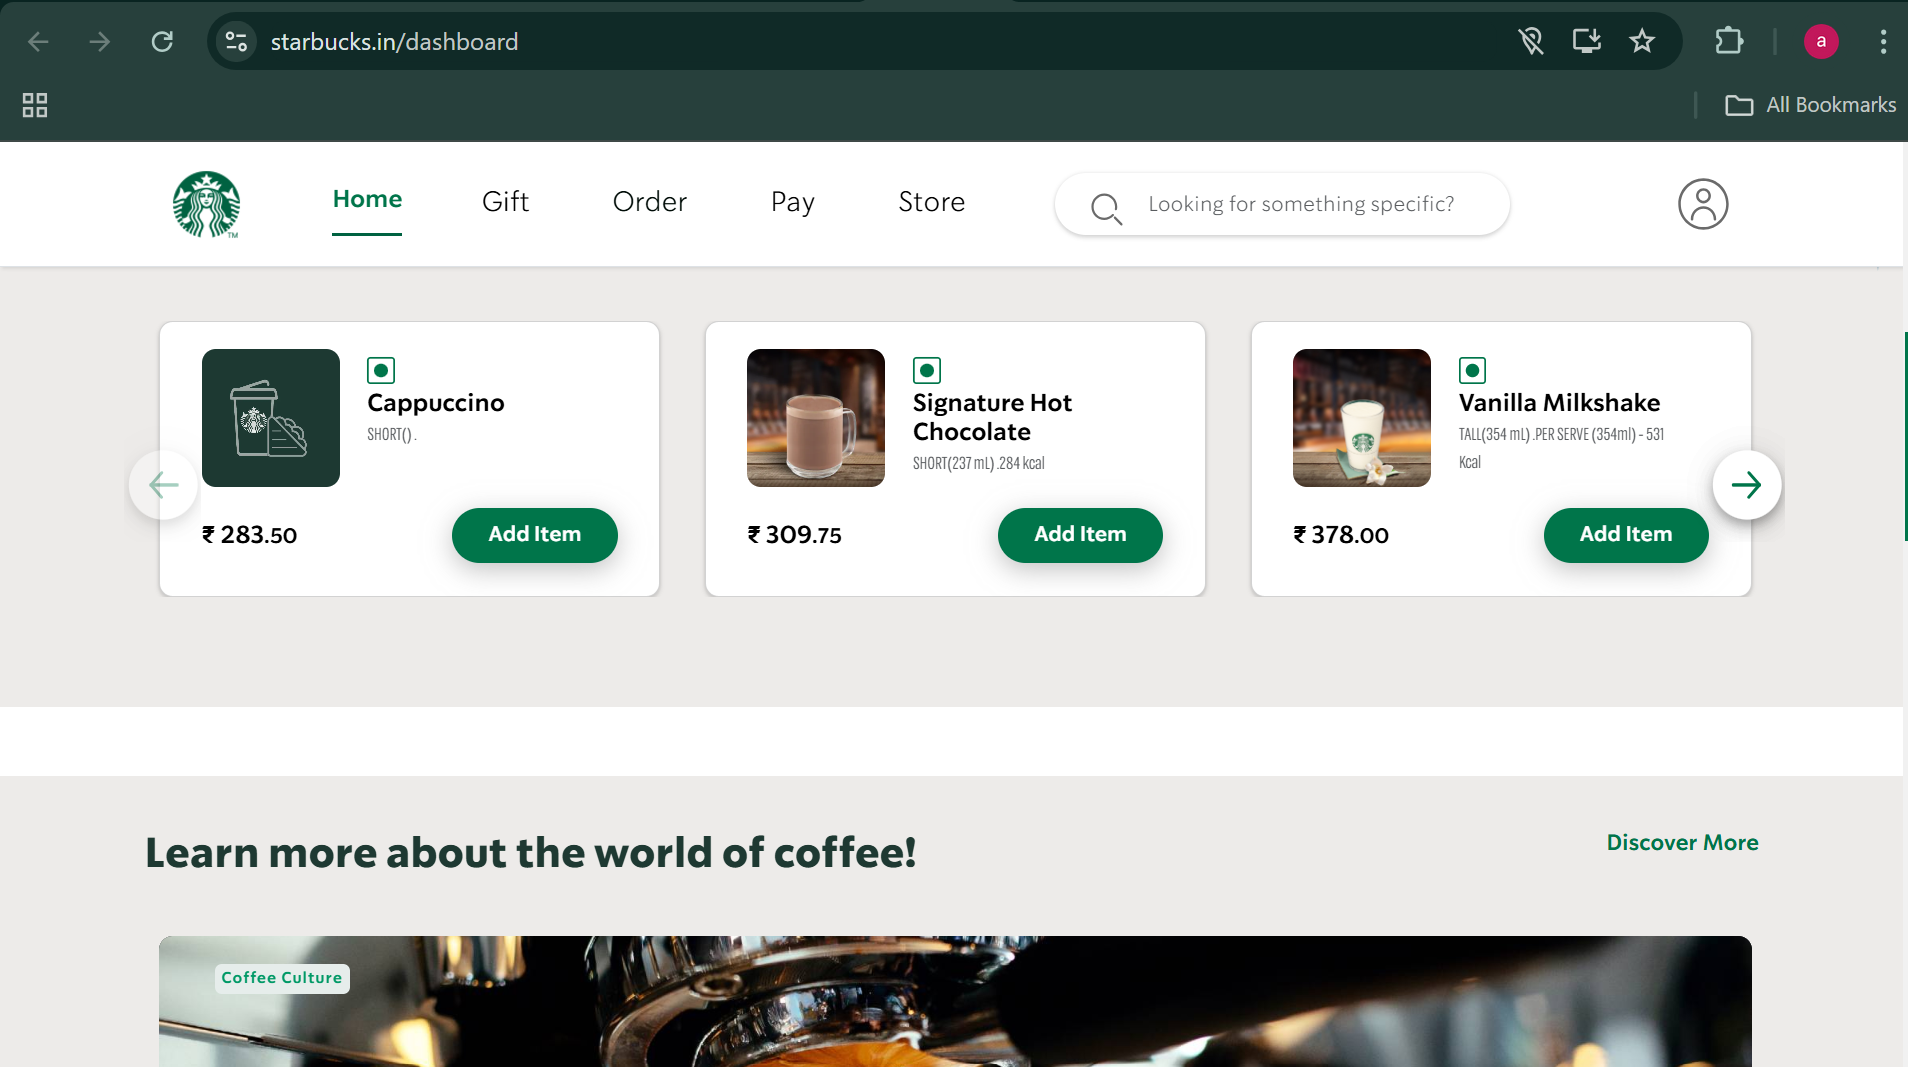 starbucks.in/dashboard
a
All Bookmarks
Home
Gift
Order
Pay
Store
Looking for something specific?
TM
Cappuccino
SHORT() .
₹ 283.50
Add Item
Signature Hot
Chocolate
SHORT(237 mL) .284 kcal
₹ 309.75
Add Item
Vanilla Milkshake
TALL(354 mL) .PER SERVE (354ml) - 531
Kcal
₹ 378.00
Add Item
Learn more about the world of coffee!
Discover More
Coffee Culture